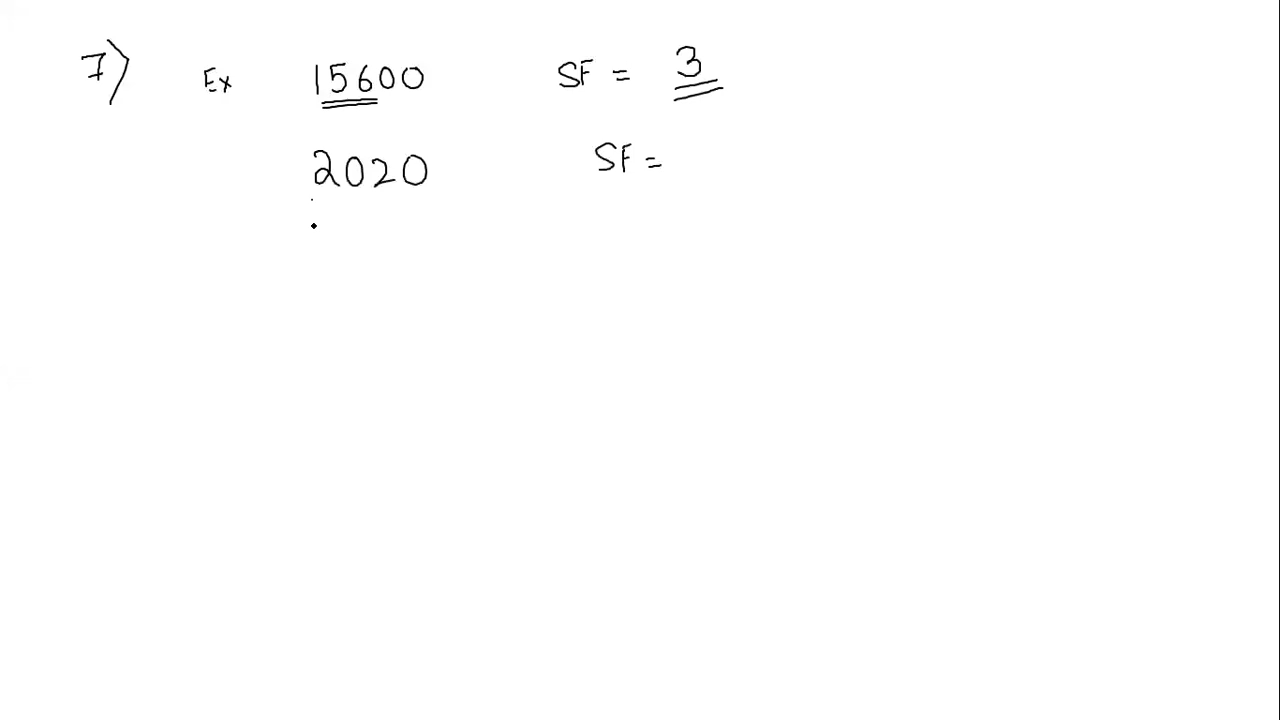 7) Ex 15600 SF = 3
2020 SF =